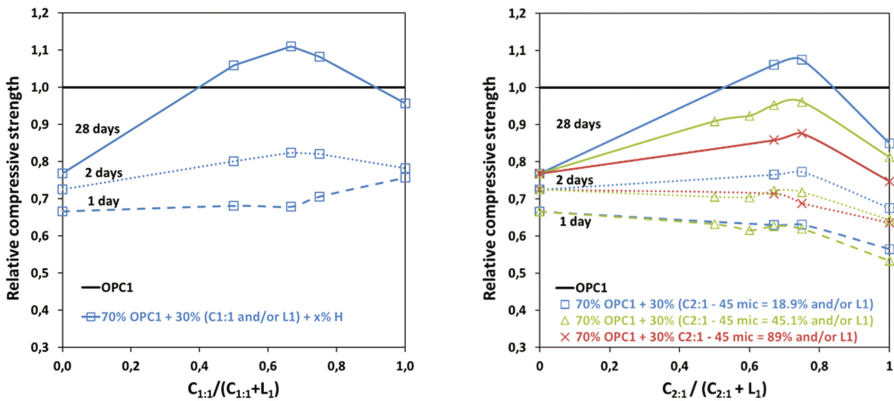 1,2
1,1
1,0
0,9
0,8
0,7
0,6
0,5
0,4
0,3
Relative compressive strength
28 days
2 days
1 day
OPC1
70% OPC1 + 30% (C1:1 and/or L1) + x% H
0,0
0,2
0,4
0,6
0,8
1,0
C1:1/(C1:1+L1)
1,2
1,1
1,0
0,9
0,8
0,7
0,6
0,5
0,4
0,3
Relative compressive strength
28 days
2 days
1 day
OPC1
70% OPC1 + 30% (C2:1 - 45 mic = 18.9% and/or L1)
70% OPC1 + 30% (C2:1 - 45 mic = 45.1% and/or L1)
70% OPC1 + 30% C2:1 - 45 mic = 89% and/or L1)
0
0,2
0,4
0,6
0,8
1
C2:1 / (C2:1 + L1)